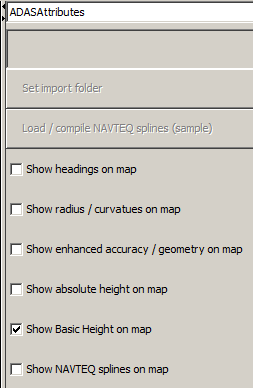 ADASAttributes
Set import folder
Load / compile NAVTEQ splines (sample)
Show headings on map
Show radius / curvatues on map
Show enhanced accuracy / geometry on map
Show absolute height on map
Show Basic Height on map
Show NAVTEQ splines on map